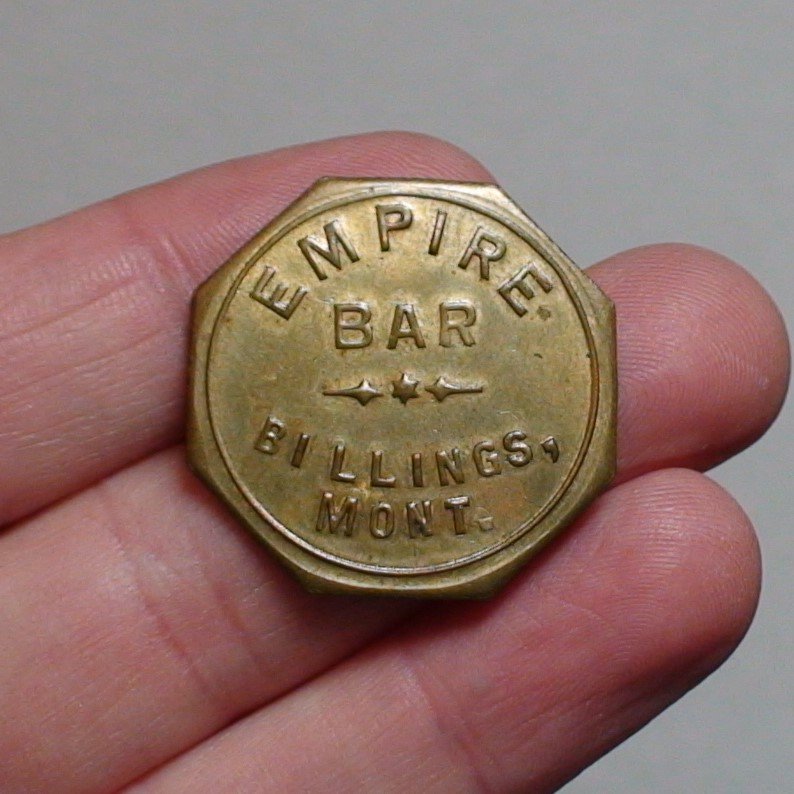 EMPIRE
BAR
BILLINGS,
MONT.